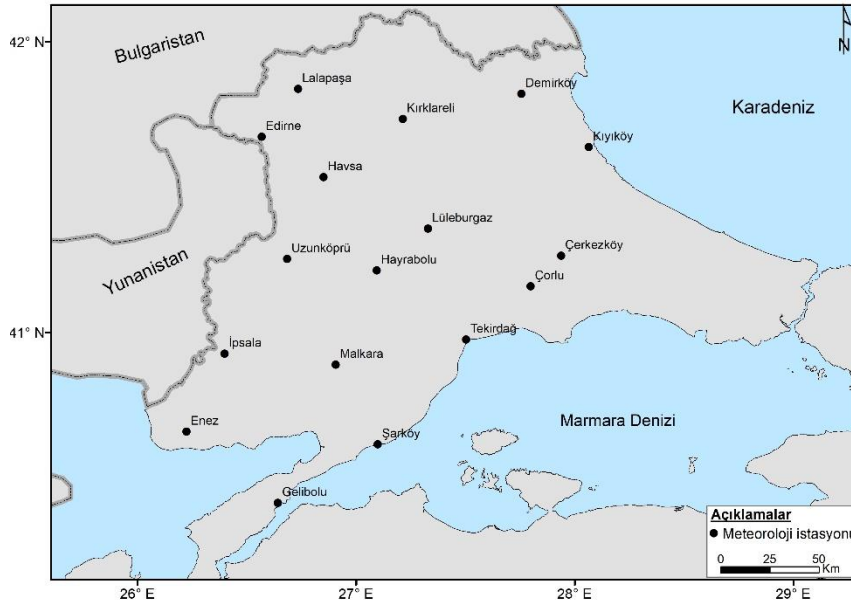 42° N
41° N
Bulgaristan
N
Lalapaşa
Demirköy
Kırklareli
Karadeniz
Edirne
Kıyıköy
Havsa
Lüleburgaz
Uzunköprü
Hayrabolu
Çerkezköy
Yunanistan
Çorlu
Tekirdağ
İpsala
Malkara
Enez
Şarköy
Marmara Denizi
Gelibolu
Açıklamalar
Meteoroloji istasyonu
0 25 50
Km
26° E 27° E 28° E 29° E